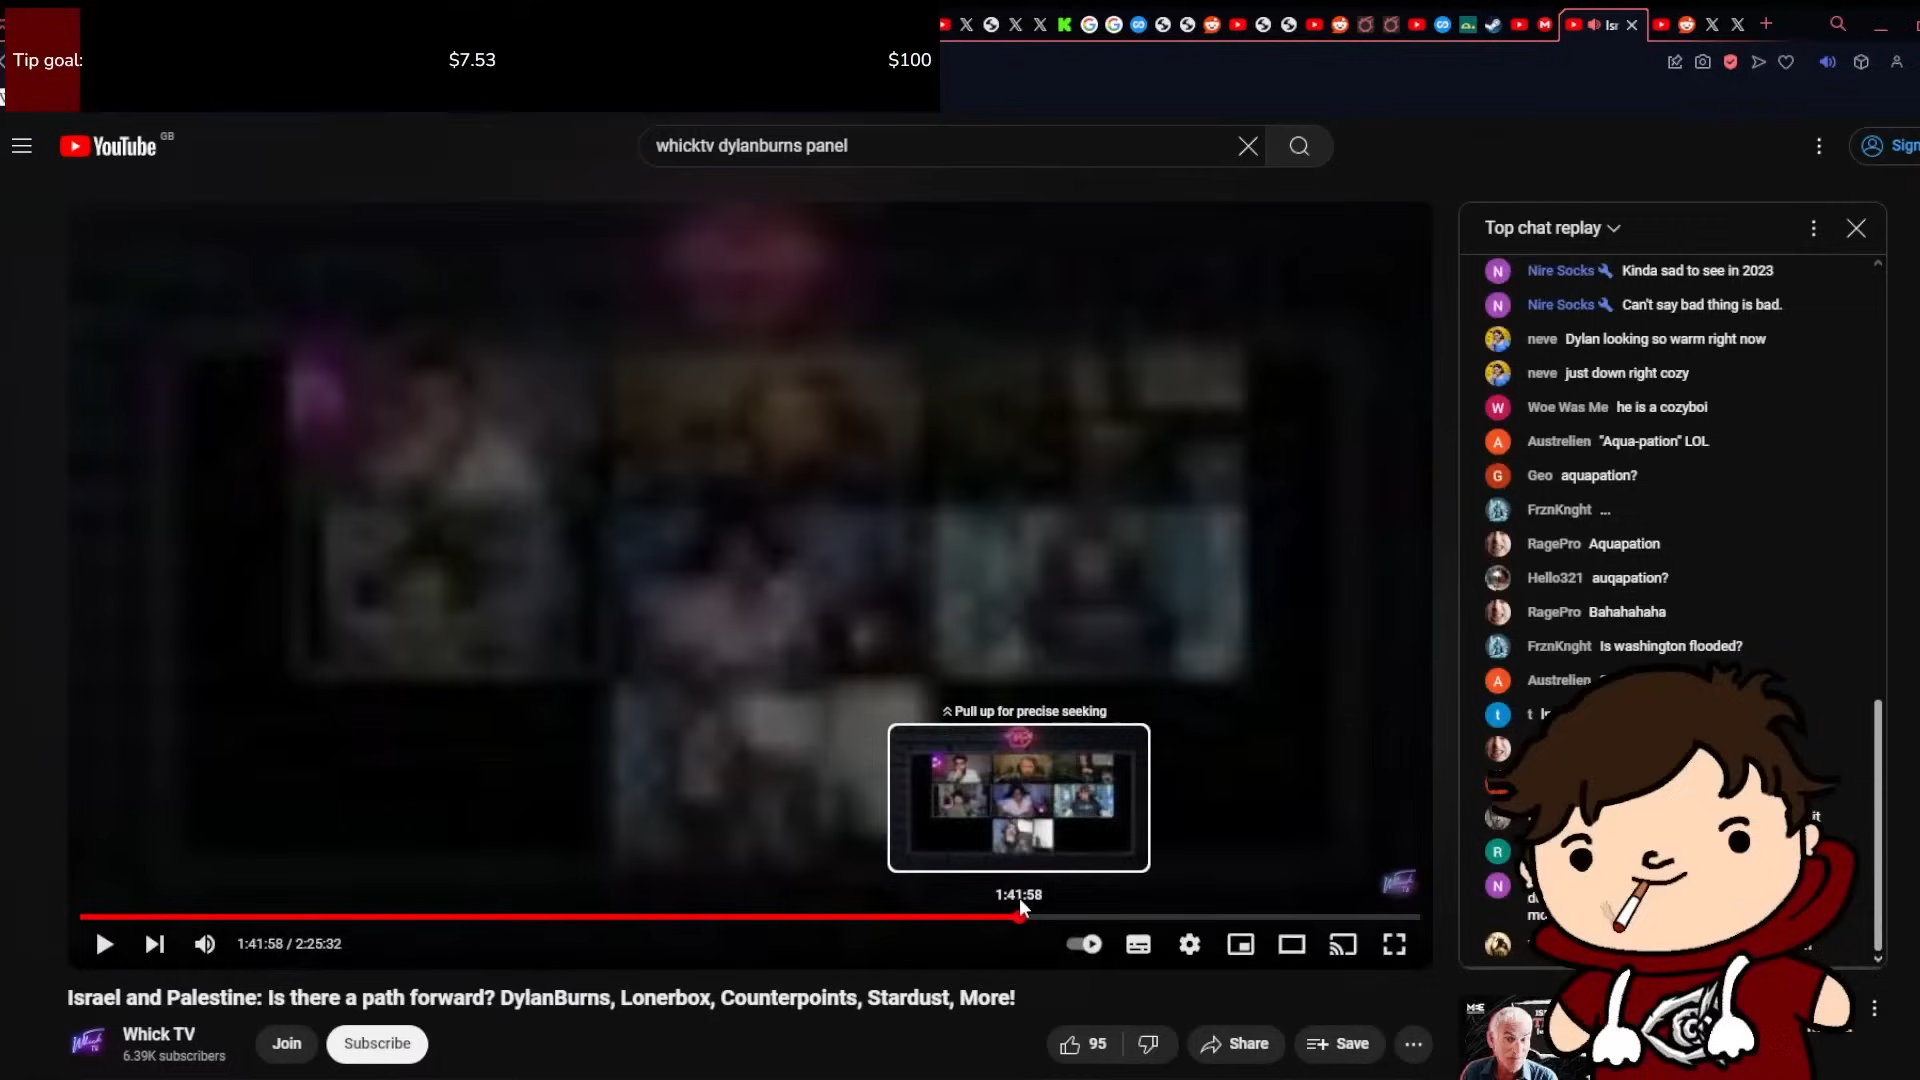 Tip goal:
$7.53
$100
YouTube GB
whicktv dylanburns panel
Sign
Top chat replay
N Nire Socks Kinda sad to see in 2023
N Nire Socks Can't say bad thing is bad.
neve Dylan looking so warm right now
neve just down right cozy
W Woe Was Me he is a cozyboi
A Austrelien "Aqua-pation" LOL
G Geo aquapation?
FrznKnght ...
RagePro Aquapation
Hello321 auqapation?
RagePro Bahahahaha
FrznKnght Is washington flooded?
A Austrelien
t t
it
R
N
Pull up for precise seeking
1:41:58
1:41:58 / 2:25:32
Israel and Palestine: Is there a path forward? DylanBurns, Lonerbox, Counterpoints, Stardust, More!
Whick TV
6.39K subscribers
Join
Subscribe
95
Share
Save